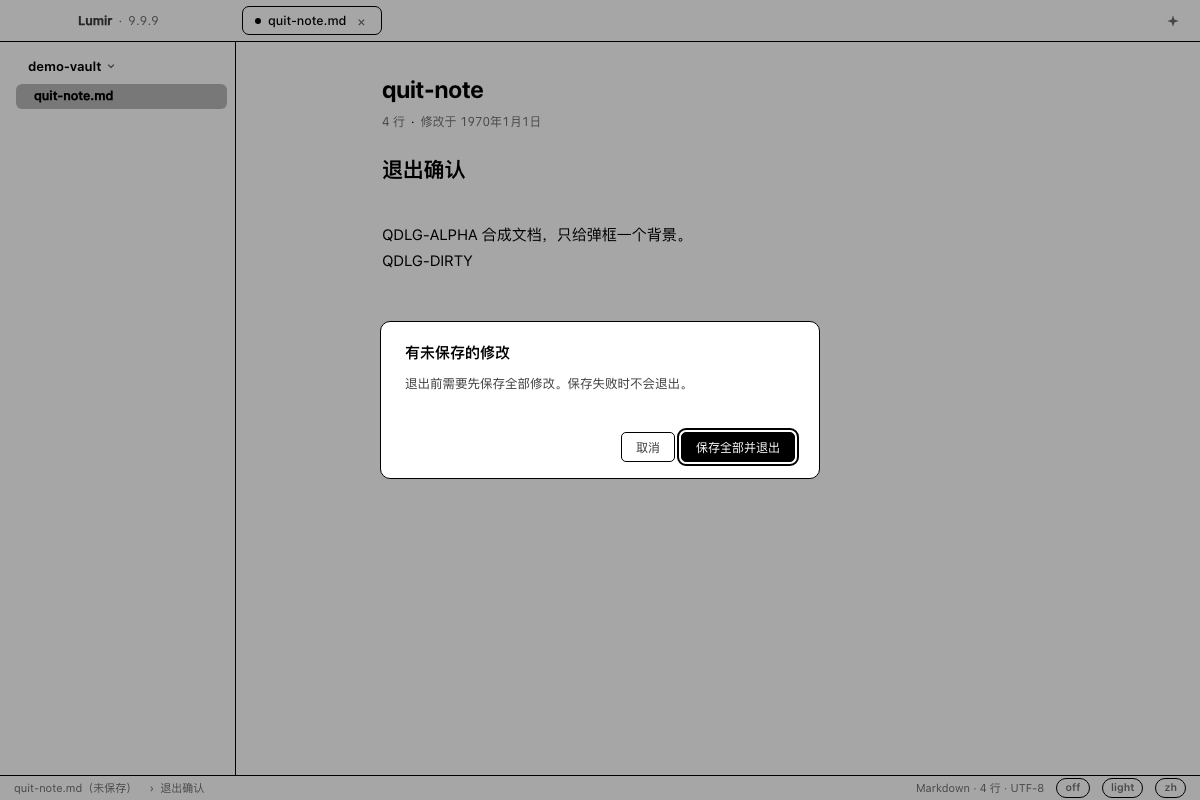 Lumir · 9.9.9
quit-note.md ×
demo-vault
quit-note.md
quit-note
4 行 · 修改于 1970年1月1日
退出确认
QDLG-ALPHA 合成文档，只给弹框一个背景。
QDLG-DIRTY
有未保存的修改
退出前需要先保存全部修改。保存失败时不会退出。
取消 保存全部并退出
quit-note.md（未保存） › 退出确认
Markdown · 4 行 · UTF-8 off light zh